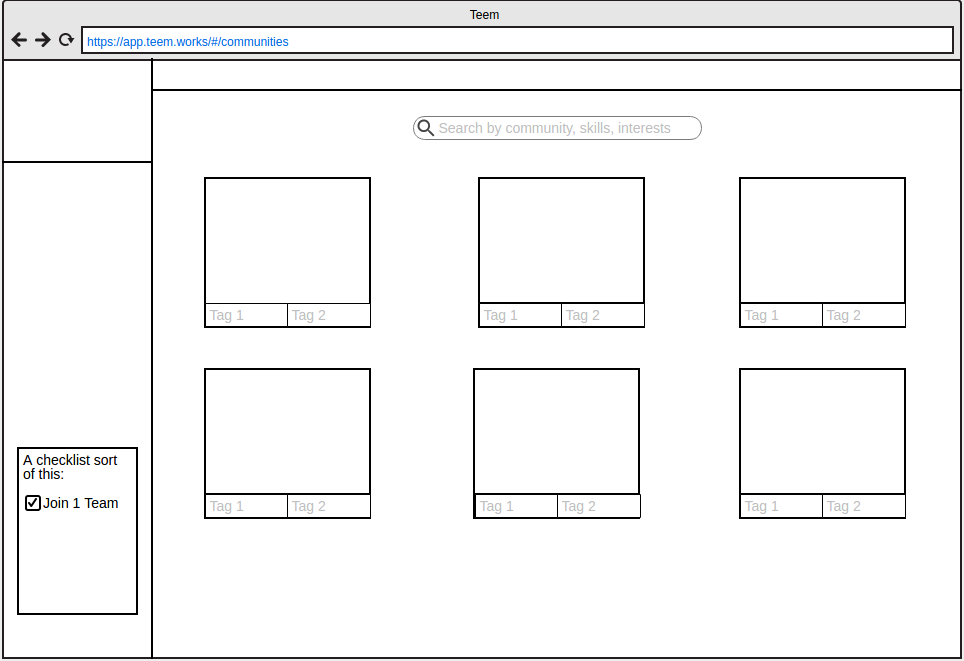 Teem
https://app.teem.works/#/communities
Search by community, skills, interests
Tag 1 Tag 2 Tag 1 Tag 2 Tag 1 Tag 2
A checklist sort
of this:
Join 1 Team
Tag 1 Tag 2 Tag 1 Tag 2 Tag 1 Tag 2